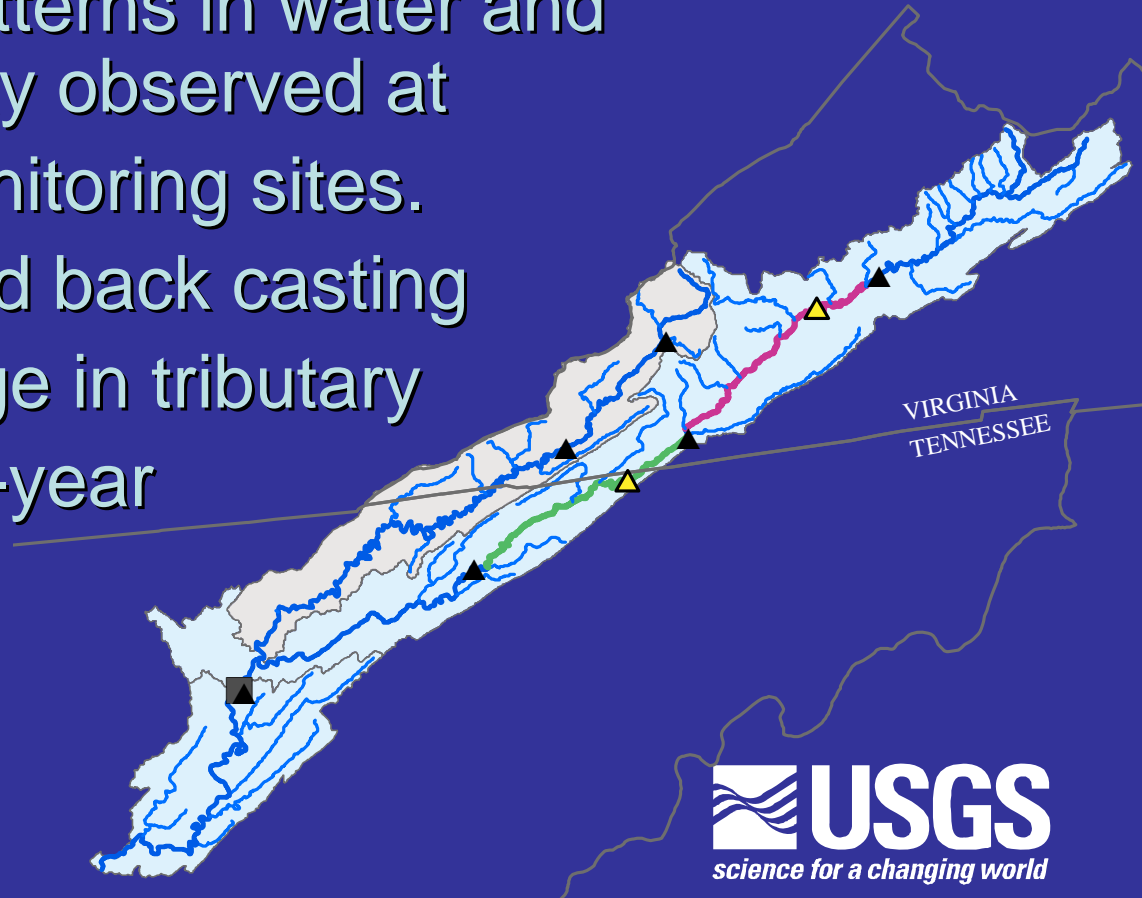 tterns in water and
y observed at
nitoring sites.
d back casting
ge in tributary
-year
VIRGINIA
TENNESSEE
USGS
science for a changing world